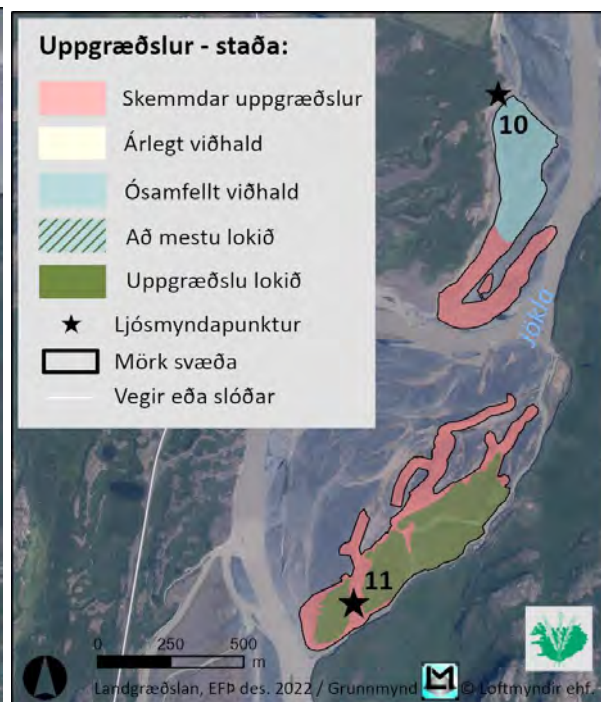 Uppgræðslur - staða:
Skemmdar uppgræðslur
Árlegt viðhald
Ósamfellt viðhald
Að mestu lokið
Uppgræðslu lokið
Ljósmyndapunktur
Mörk svæða
Vegir eða slóðar
10
Jökla
11
0 250 500
m
Landgræðslan, EFÞ des. 2022 / Grunnmynd LM © Loftmyndir ehf.